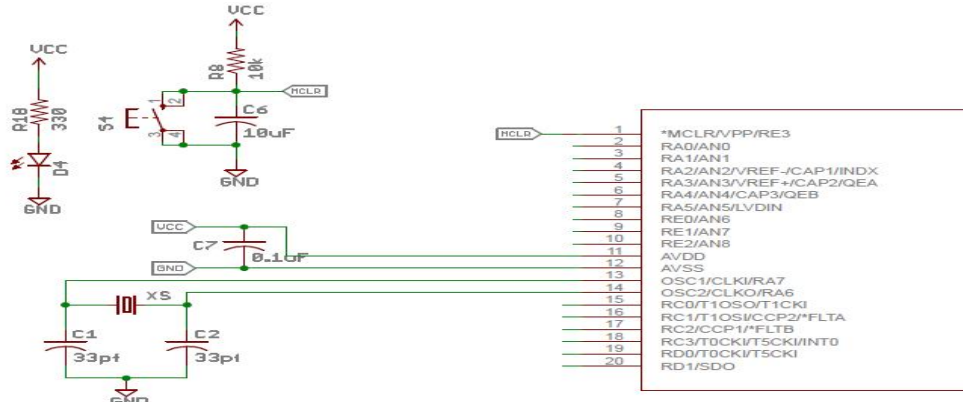 VCC
R10
330
D4
GND
VCC
R8
10k
MCLR
S1
1
2
3
4
C6
10uF
GND
VCC
C7
0.1uF
GND
XS
C1
33pf
C2
33pf
GND
MCLR
1 *MCLR/VPP/RE3
2 RA0/AN0
3 RA1/AN1
4 RA2/AN2/VREF-/CAP1/INDX
5 RA3/AN3/VREF+/CAP2/QEA
6 RA4/AN4/CAP3/QEB
7 RA5/AN5/LVDIN
8 RE0/AN6
9 RE1/AN7
10 RE2/AN8
11 AVDD
12 AVSS
13 OSC1/CLKI/RA7
14 OSC2/CLKO/RA6
15 RC0/T1OSO/T1CKI
16 RC1/T1OSI/CCP2/*FLTA
17 RC2/CCP1/*FLTB
18 RC3/T0CKI/T5CKI/INT0
19 RD0/T0CKI/T5CKI
20 RD1/SDO